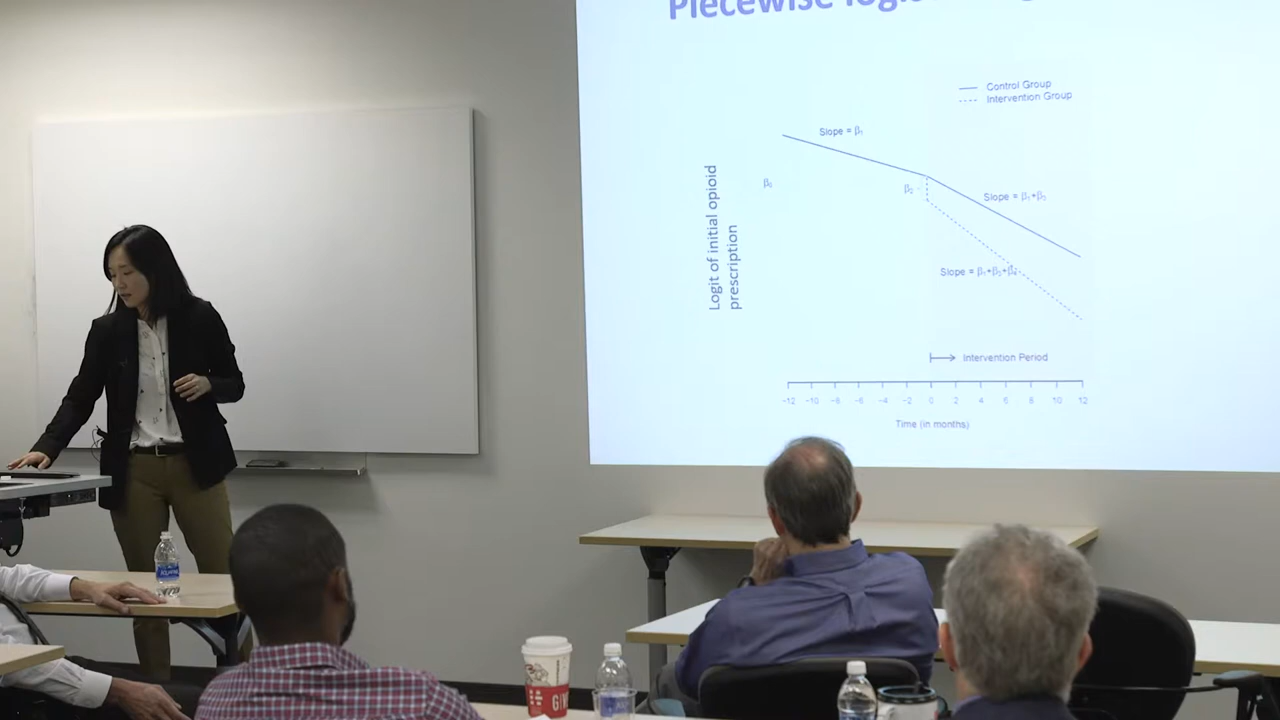 Piecewise
Control Group
Intervention Group
Slope = β₁
β₀
β₂
Slope = β₁+β₃
Logit of initial opioid
prescription
Slope = β₁+β₃+β₄
Intervention Period
−12 −10 −8 −6 −4 −2 0 2 4 6 8 10 12
Time (in months)